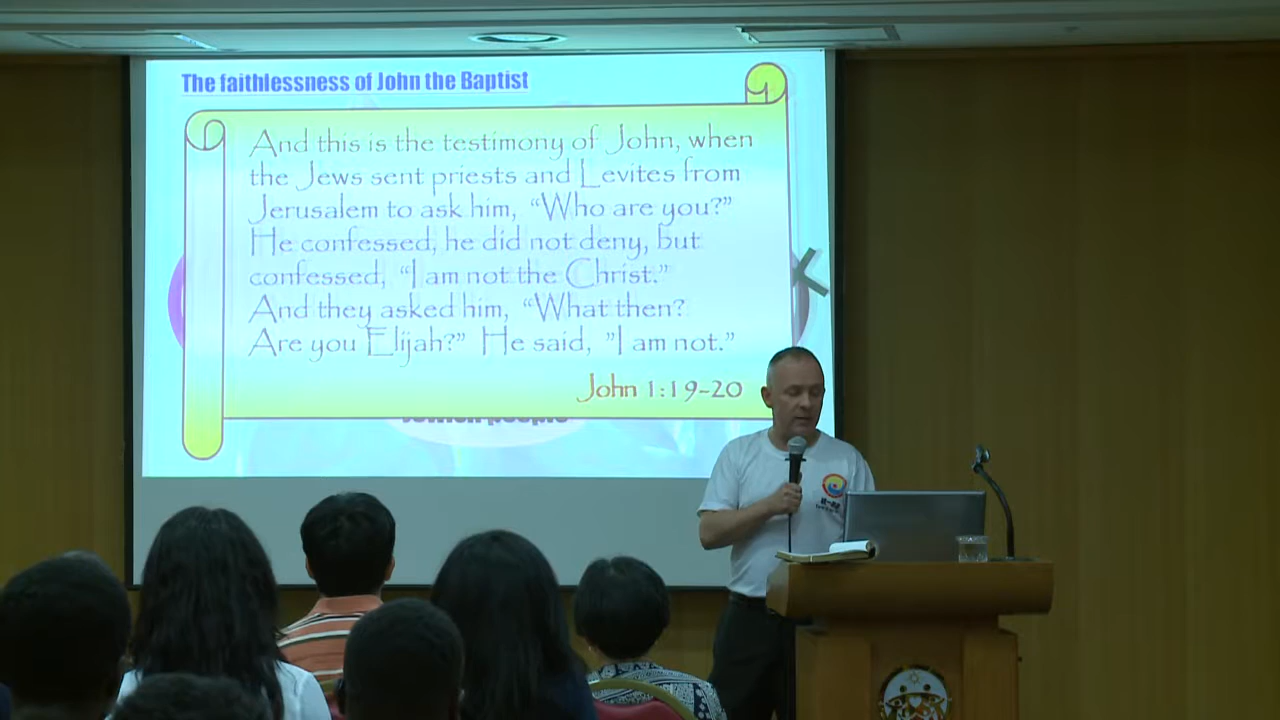 The faithlessness of John the Baptist
And this is the testimony of John, when
the Jews sent priests and Levites from
Jerusalem to ask him, “Who are you?”
He confessed, he did not deny, but
confessed, “I am not the Christ.”
And they asked him, “What then?
Are you Elijah?” He said, ”I am not.”
John 1:19-20
people